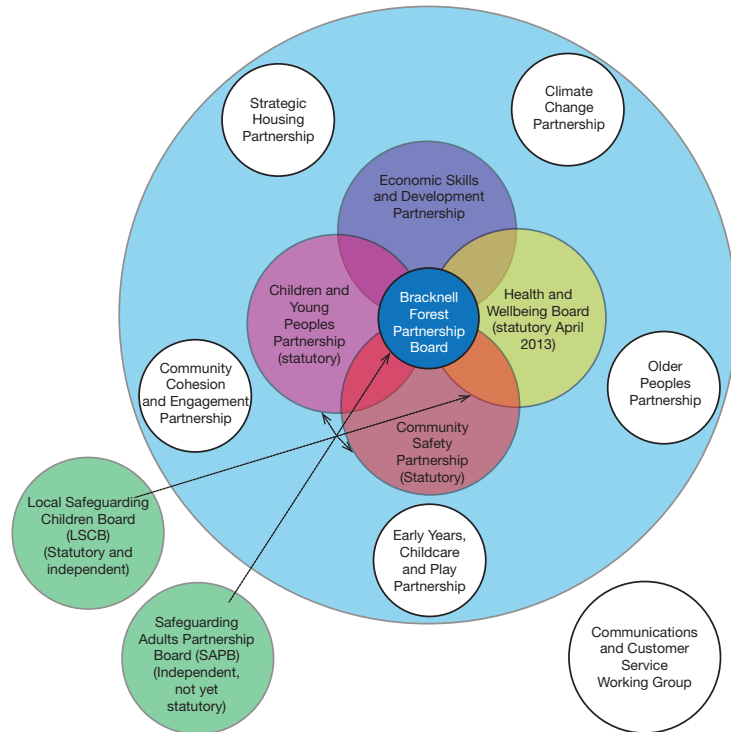 Strategic
Housing
Partnership
Climate
Change
Partnership
Economic Skills
and Development
Partnership
Children and
Young
Peoples
Partnership
(statutory)
Bracknell
Forest
Partnership
Board
Health and
Wellbeing Board
(statutory April
2013)
Community
Cohesion
and Engagement
Partnership
Older
Peoples
Partnership
Community
Safety
Partnership
(Statutory)
Local Safeguarding
Children Board
(LSCB)
(Statutory and
independent)
Early Years,
Childcare
and Play
Partnership
Safeguarding
Adults Partnership
Board (SAPB)
(Independent,
not yet
statutory)
Communications
and Customer
Service
Working Group